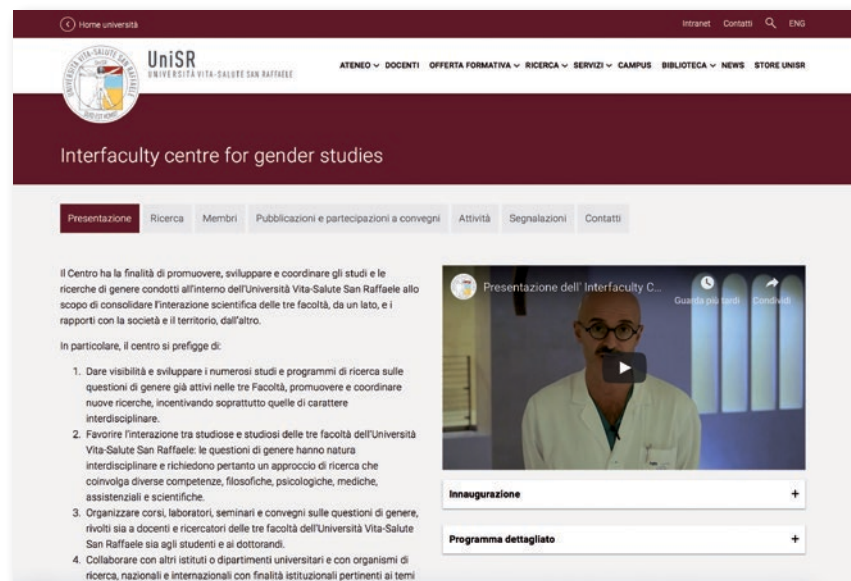 Home università
Intranet Contatti ENG
UniSR
UNIVERSITÀ VITA-SALUTE SAN RAFFAELE
ATENEO DOCENTI OFFERTA FORMATIVA RICERCA SERVIZI CAMPUS BIBLIOTECA NEWS STORE UNISR
Interfaculty centre for gender studies
Presentazione Ricerca Membri Pubblicazioni e partecipazioni a convegni Attività Segnalazioni Contatti
Il Centro ha la finalità di promuovere, sviluppare e coordinare gli studi e le
ricerche di genere condotti all'interno dell'Università Vita-Salute San Raffaele allo
scopo di consolidare l'interazione scientifica delle tre facoltà, da un lato, e i
rapporti con la società e il territorio, dall'altro.
In particolare, il centro si prefigge di:
1. Dare visibilità e sviluppare i numerosi studi e programmi di ricerca sulle
questioni di genere già attivi nelle tre Facoltà, promuovere e coordinare
nuove ricerche, incentivando soprattutto quelle di carattere
interdisciplinare.
2. Favorire l'interazione tra studiose e studiosi delle tre facoltà dell'Università
Vita-Salute San Raffaele: le questioni di genere hanno natura
interdisciplinare e richiedono pertanto un approccio di ricerca che
coinvolga diverse competenze, filosofiche, psicologiche, mediche,
assistenziali e scientifiche.
3. Organizzare corsi, laboratori, seminari e convegni sulle questioni di genere,
rivolti sia a docenti e ricercatori delle tre facoltà dell'Università Vita-Salute
San Raffaele sia agli studenti e ai dottorandi.
4. Collaborare con altri istituti o dipartimenti universitari e con organismi di
ricerca, nazionali e internazionali con finalità istituzionali pertinenti ai temi
Presentazione dell' Interfaculty C...
Guarda più tardi Condividi
Innaugurazione +
Programma dettagliato +